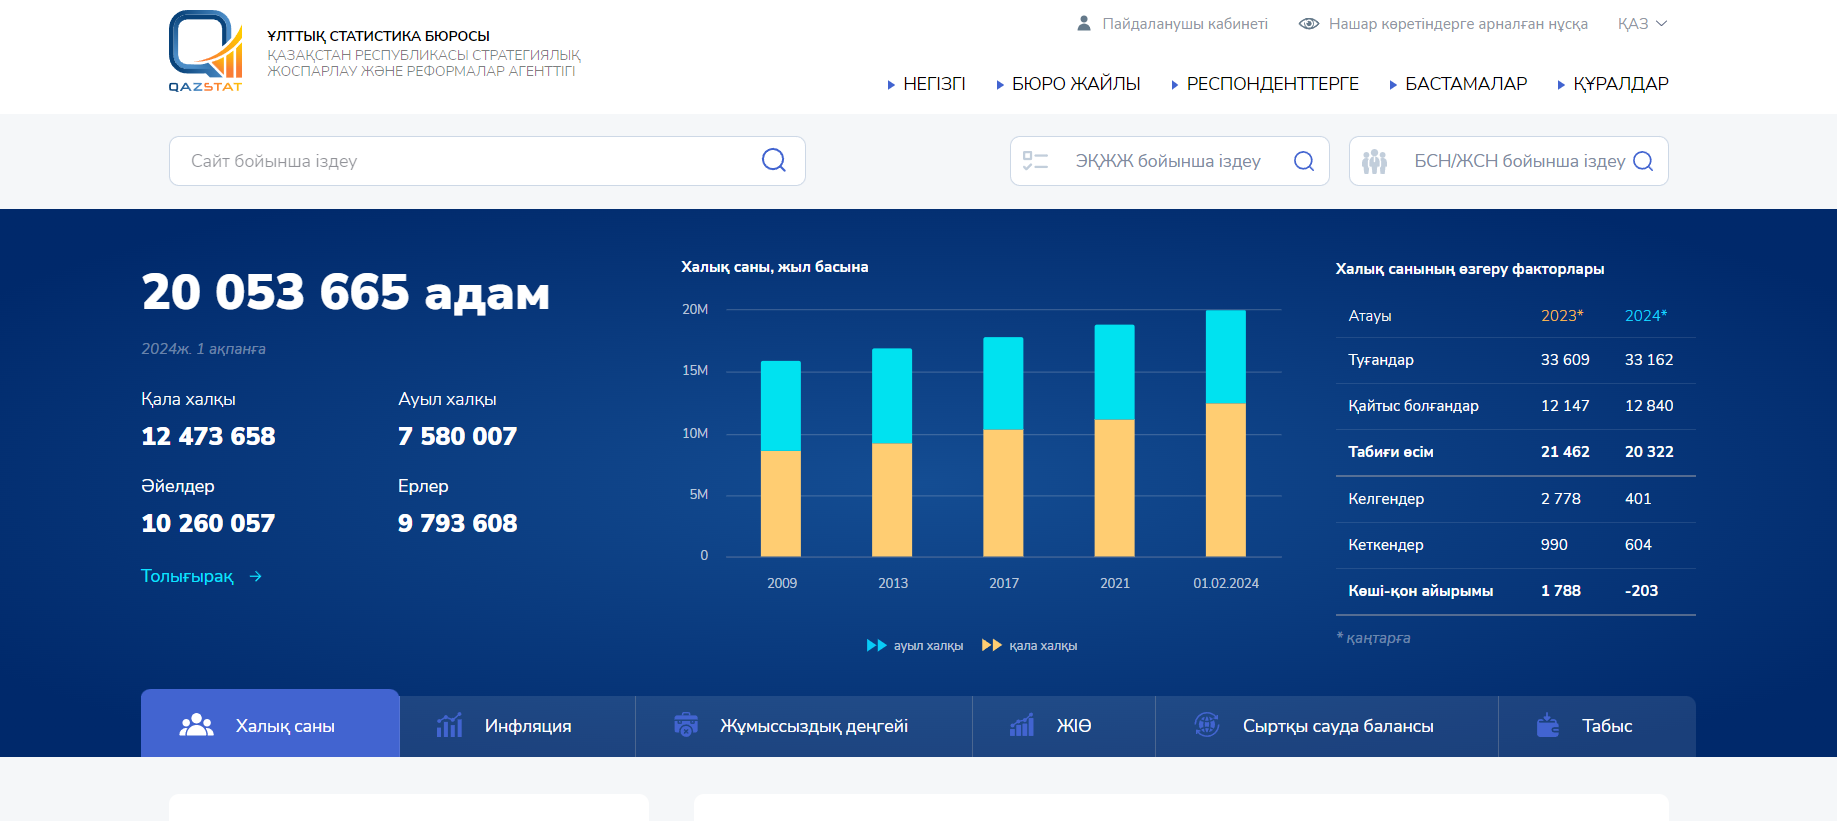 QAZSTAT
ҰЛТТЫҚ СТАТИСТИКА БЮРОСЫ
ҚАЗАҚСТАН РЕСПУБЛИКАСЫ СТРАТЕГИЯЛЫҚ
ЖОСПАРЛАУ ЖӘНЕ РЕФОРМАЛАР АГЕНТТІГІ
Пайдаланушы кабинеті
Нашар көретіндерге арналған нұсқа
ҚАЗ
НЕГІЗГІ
БЮРО ЖАЙЛЫ
РЕСПОНДЕНТТЕРГЕ
БАСТАМАЛАР
ҚҰРАЛДАР
Сайт бойынша іздеу
ЭҚЖЖ бойынша іздеу
БСН/ЖСН бойынша іздеу
20 053 665 адам
2024ж. 1 ақпанға
Қала халқы
Ауыл халқы
12 473 658
7 580 007
Әйелдер
Ерлер
10 260 057
9 793 608
Толығырақ
Халық саны, жыл басына
20M
15M
10M
5M
0
2009
2013
2017
2021
01.02.2024
ауыл халқы
қала халқы
Халық санының өзгеру факторлары
Атауы 2023* 2024*
Туғандар 33 609 33 162
Қайтыс болғандар 12 147 12 840
Табиғи өсім 21 462 20 322
Келгендер 2 778 401
Кеткендер 990 604
Көші-қон айырымы 1 788 -203
* қаңтарға
Халық саны
Инфляция
Жұмыссыздық деңгейі
ЖІӨ
Сыртқы сауда балансы
Табыс